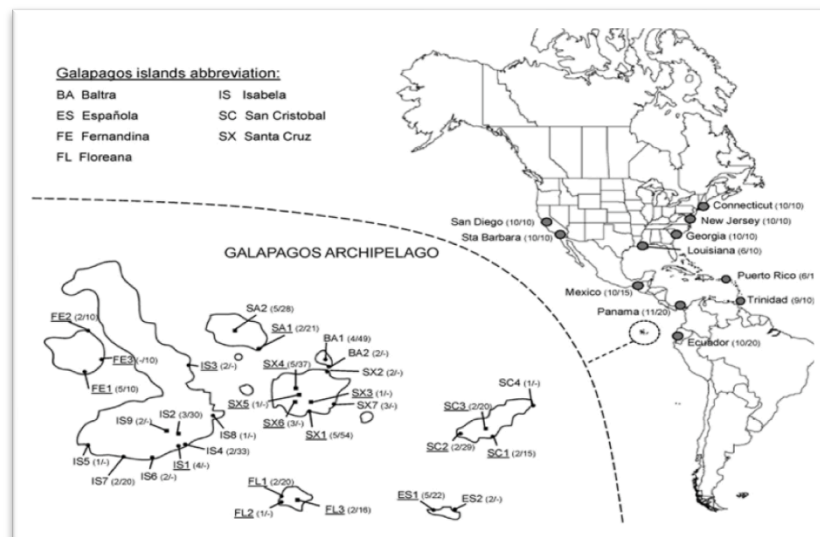 Galapagos islands abbreviation:
BA Baltra IS Isabela
ES Española SC San Cristobal
FE Fernandina SX Santa Cruz
FL Floreana
Connectict (10/10)
New Jersey (10/10)
San Diego (10/10)
Georgia (10/10)
Sta Barbara (10/10)
Louisiana (6/10)
GALAPAGOS ARCHIPELAGO
Puerto Rico (6/1
Mexico (10/15)
Trinidad (9/10)
Panama (11/20)
Ecuador (10/20)
SA2 (5/28)
FE2 (2/10)
SA1 (2/21)
BA1 (4/49)
BA2 (2/-)
FE3 (-/10)
IS3 (2/-)
SX4 (5/37)
SX2 (2/-)
FE1 (5/10)
SX5 (1/-)
SX3 (1/-)
SX7 (3/-)
SC4 (1/-)
IS9 (2/-)
IS2 (3/30)
IS8 (1/-)
SX6 (3/-)
SX1 (5/54)
SC3 (2/20)
IS5 (1/-)
IS4 (2/33)
SC2 (2/29)
SC1 (2/15)
IS7 (2/20)
IS6 (2/-)
IS1 (4/-)
FL1 (2/20)
FL2 (1/-)
FL3 (2/16)
ES1 (5/22)
ES2 (2/-)